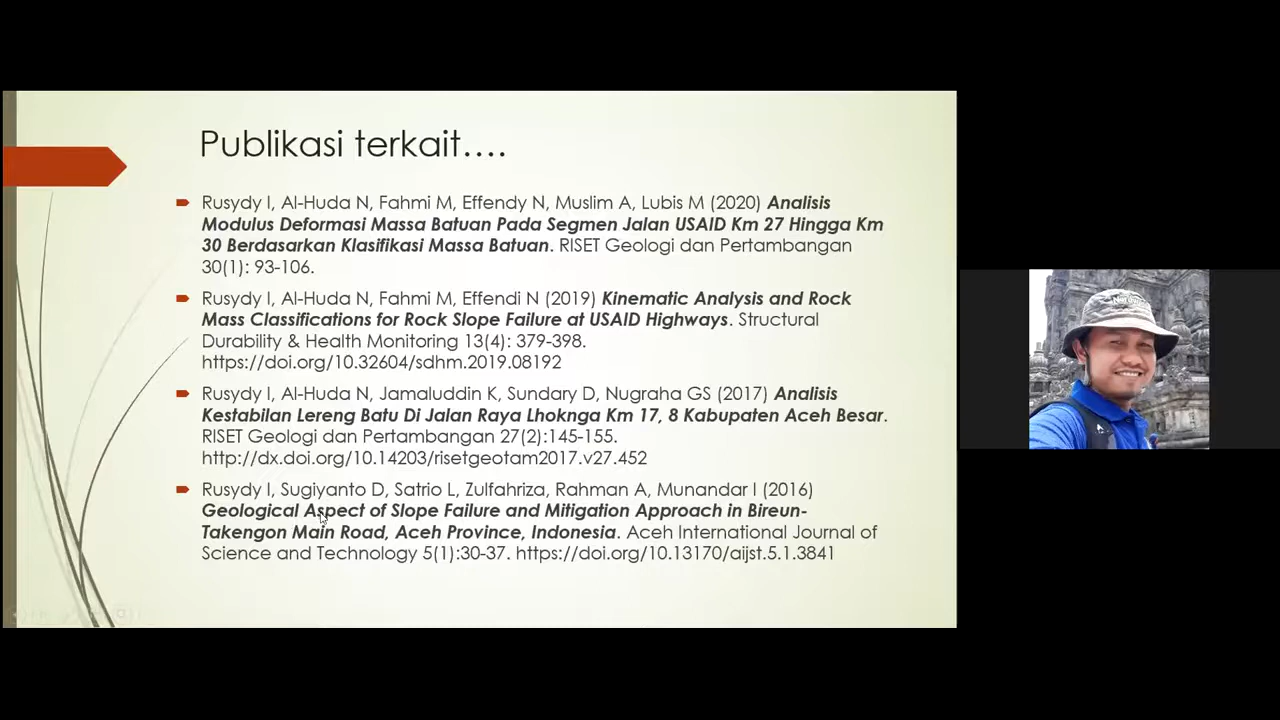 Publikasi terkait....
Rusydy I, Al-Huda N, Fahmi M, Effendy N, Muslim A, Lubis M (2020) Analisis
Modulus Deformasi Massa Batuan Pada Segmen Jalan USAID Km 27 Hingga Km
30 Berdasarkan Klasifikasi Massa Batuan. RISET Geologi dan Pertambangan
30(1): 93-106.
Rusydy I, Al-Huda N, Fahmi M, Effendi N (2019) Kinematic Analysis and Rock
Mass Classifications for Rock Slope Failure at USAID Highways. Structural
Durability & Health Monitoring 13(4): 379-398.
https://doi.org/10.32604/sdhm.2019.08192
Rusydy I, Al-Huda N, Jamaluddin K, Sundary D, Nugraha GS (2017) Analisis
Kestabilan Lereng Batu Di Jalan Raya Lhoknga Km 17, 8 Kabupaten Aceh Besar.
RISET Geologi dan Pertambangan 27(2):145-155.
http://dx.doi.org/10.14203/risetgeotam2017.v27.452
Rusydy I, Sugiyanto D, Satrio L, Zulfahriza, Rahman A, Munandar I (2016)
Geological Aspect of Slope Failure and Mitigation Approach in Bireun-
Takengon Main Road, Aceh Province, Indonesia. Aceh International Journal of
Science and Technology 5(1):30-37. https://doi.org/10.13170/aijst.5.1.3841